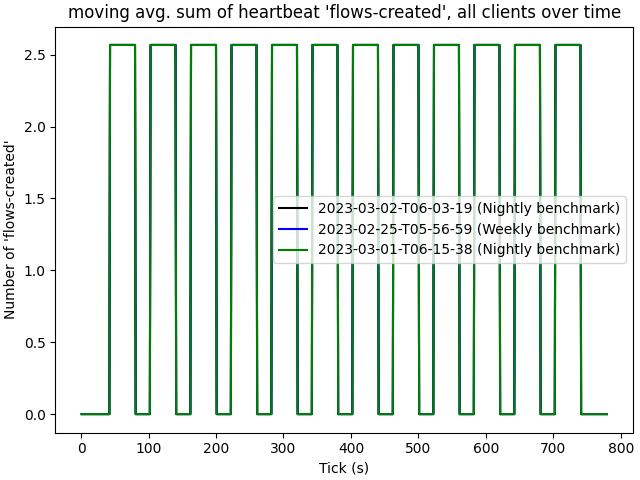 moving avg. sum of heartbeat 'flows-created', all clients over time
Number of 'flows-created'
2.5
2.0
1.5
1.0
0.5
0.0
2023-03-02-T06-03-19 (Nightly benchmark)
2023-02-25-T05-56-59 (Weekly benchmark)
2023-03-01-T06-15-38 (Nightly benchmark)
0 100 200 300 400 500 600 700 800
Tick (s)